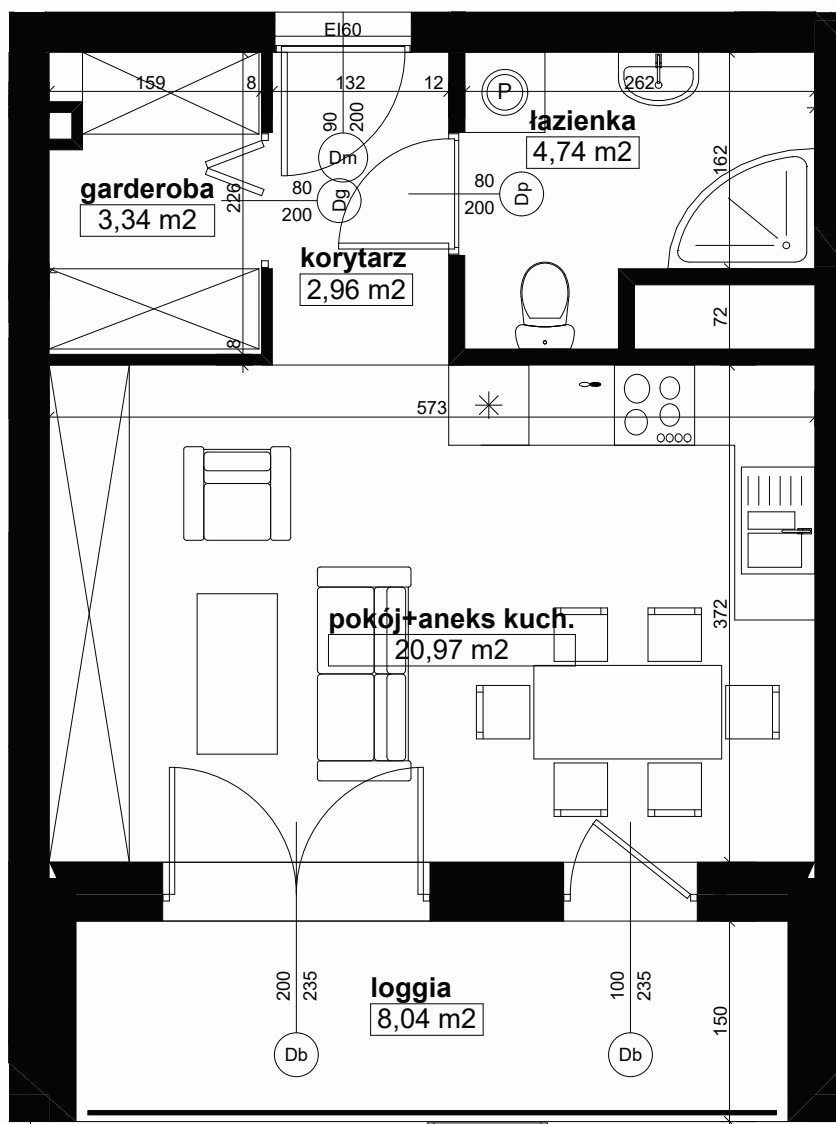 EI60
159
8
132
12
262
P
łazienka
4,74 m2
90
200
Dm
162
garderoba
3,34 m2
226
80
200
Dg
80
200
Dp
korytarz
2,96 m2
72
8
573
pokój+aneks kuch.
20,97 m2
372
200
235
loggia
8,04 m2
100
235
150
Db
Db